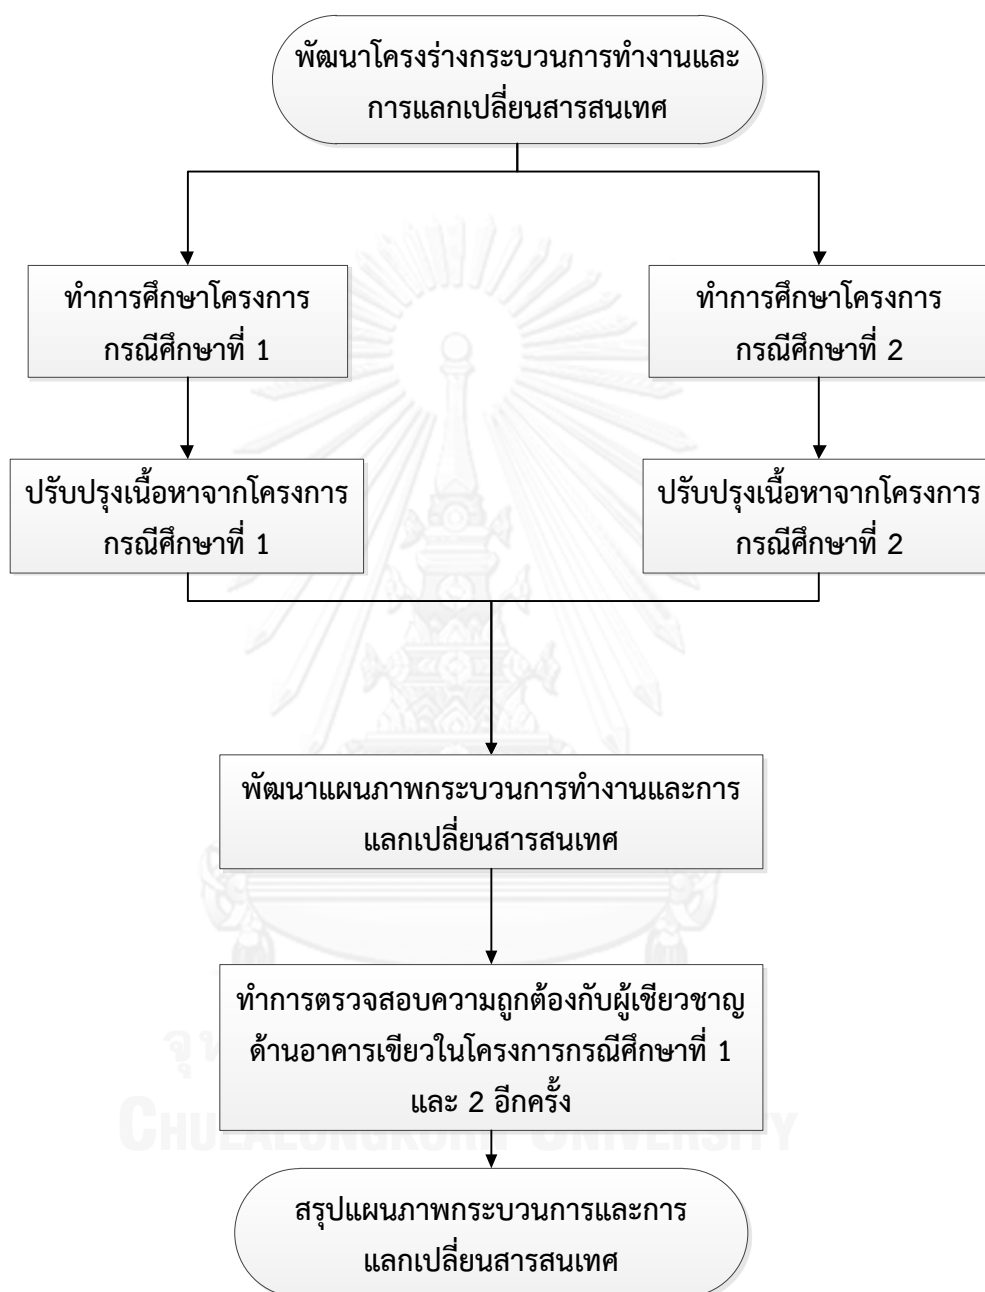 พัฒนาโครงร่างกระบวนการทำงานและ
การแลกเปลี่ยนสารสนเทศ
ทำการศึกษาโครงการ
กรณีศึกษาที่ 1
ทำการศึกษาโครงการ
กรณีศึกษาที่ 2
ปรับปรุงเนื้อหาจากโครงการ
กรณีศึกษาที่ 1
ปรับปรุงเนื้อหาจากโครงการ
กรณีศึกษาที่ 2
พัฒนาแผนภาพกระบวนการทำงานและการ
แลกเปลี่ยนสารสนเทศ
ทำการตรวจสอบความถูกต้องกับผู้เชียวชาญ
ด้านอาคารเขียวในโครงการกรณีศึกษาที่ 1
และ 2 อีกครั้ง
CHULALONGKORN UNIVERSITY
สรุปแผนภาพกระบวนการและการ
แลกเปลี่ยนสารสนเทศ